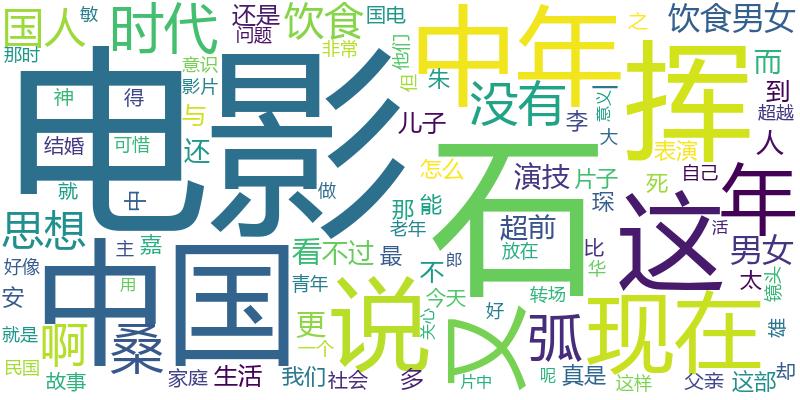 国人
敏
时代
还是
饮食
国电
饮食男女
那时
问题
非常
他们
但
中年
之
而
挥
到
超越
意识
影片
神
得
与
电影
朱
没有
李
大
意义
人
结婚
可惜
还
儿子
石
怎么
演技
片子
表演
死
自己
年
就
中
做
那
能
老年
超前
琛
这
活
思想
主
嘉
看不过
最
放在
比
男女
好像
中国
郎
不
华
太
镜头
安
用
青年
说
更
今天
转场
关心
好
又
弧
现在
雄
就是
啊
桑
一个
民国
故事
家庭
生活
我们
社会
多
片中
呢
真是
这样
父亲
这部
却